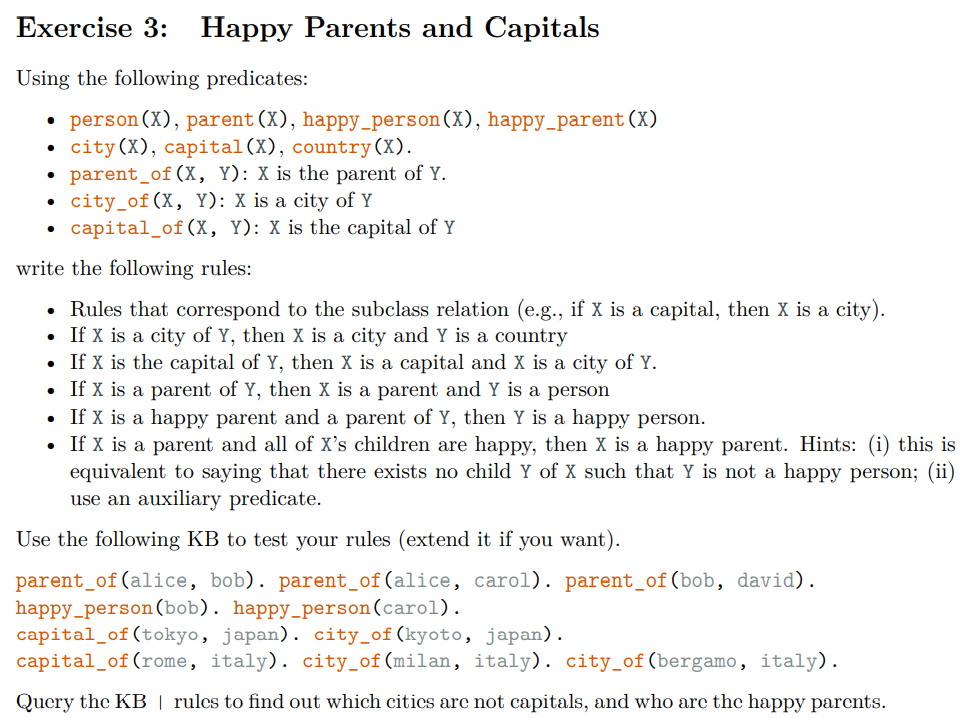 Exercise 3: Happy Parents and Capitals
Using the following predicates:
• person(X), parent(X), happy_person(X), happy_parent(X)
• city(X), capital(X), country(X).
• parent_of(X, Y): X is the parent of Y.
• city_of(X, Y): X is a city of Y
• capital_of(X, Y): X is the capital of Y
write the following rules:
• Rules that correspond to the subclass relation (e.g., if X is a capital, then X is a city).
• If X is a city of Y, then X is a city and Y is a country
• If X is the capital of Y, then X is a capital and X is a city of Y.
• If X is a parent of Y, then X is a parent and Y is a person
• If X is a happy parent and a parent of Y, then Y is a happy person.
• If X is a parent and all of X's children are happy, then X is a happy parent. Hints: (i) this is
equivalent to saying that there exists no child Y of X such that Y is not a happy person; (ii)
use an auxiliary predicate.
Use the following KB to test your rules (extend it if you want).
parent_of(alice, bob). parent_of(alice, carol). parent_of(bob, david).
happy_person(bob). happy_person(carol).
capital_of(tokyo, japan). city_of(kyoto, japan).
capital_of(rome, italy). city_of(milan, italy). city_of(bergamo, italy).
Query the KB | rules to find out which cities are not capitals, and who are the happy parents.